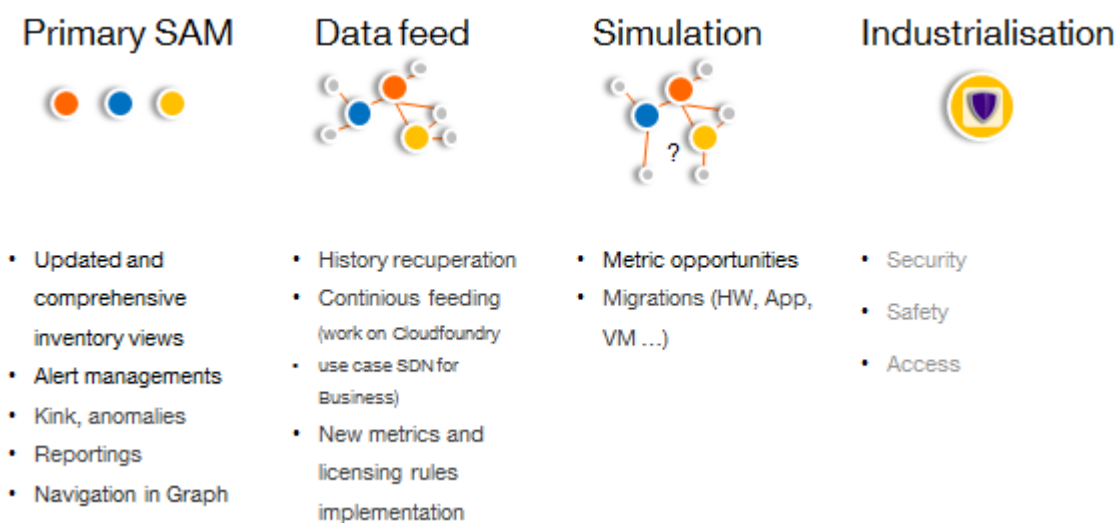 Primary SAM
Data feed
Simulation
Industrialisation
?
• Updated and
comprehensive
inventory views
• Alert managements
• Kink, anomalies
• Reportings
• Navigation in Graph
• History recuperation
• Continious feeding
(work on Cloudfoundry
• use case SDN for
Business)
• New metrics and
licensing rules
implementation
• Metric opportunities
• Migrations (HW, App,
VM ...)
• Security
• Safety
• Access